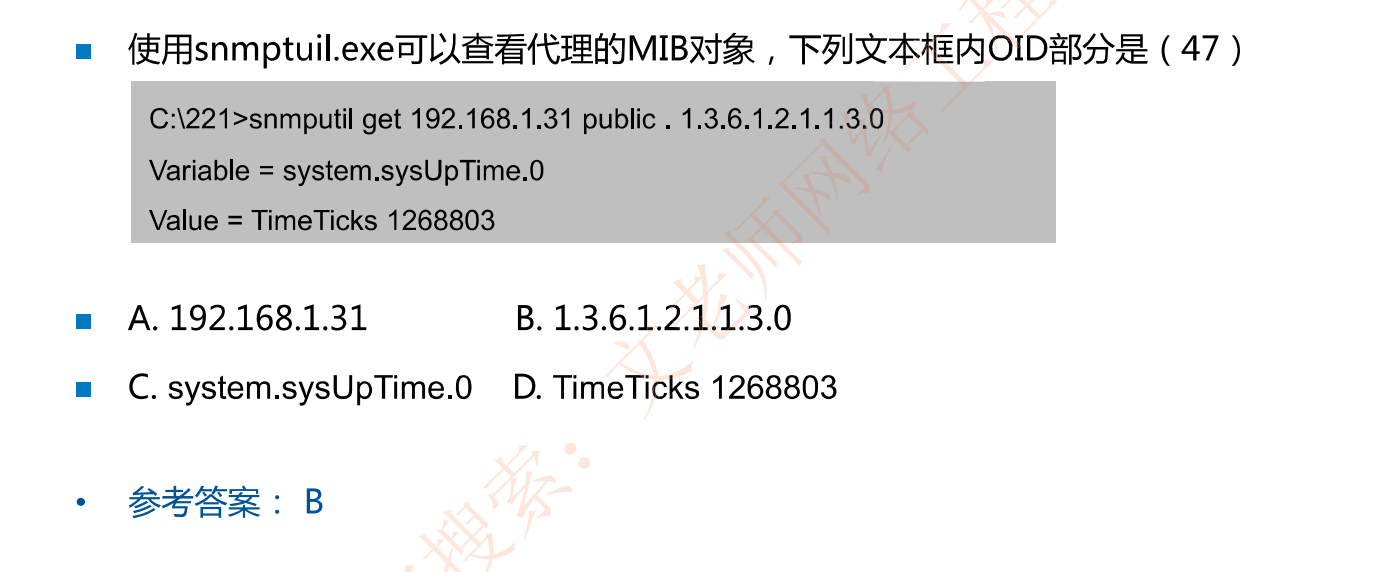 使用snmptuil.exe可以查看代理的MIB对象，下列文本框内OID部分是（47）
C:\221>snmputil get 192.168.1.31 public . 1.3.6.1.2.1.1.3.0
Variable = system.sysUpTime.0
Value = TimeTicks 1268803
A. 192.168.1.31 B. 1.3.6.1.2.1.1.3.0
C. system.sysUpTime.0 D. TimeTicks 1268803
参考答案： B
搜索：文老师网络工程